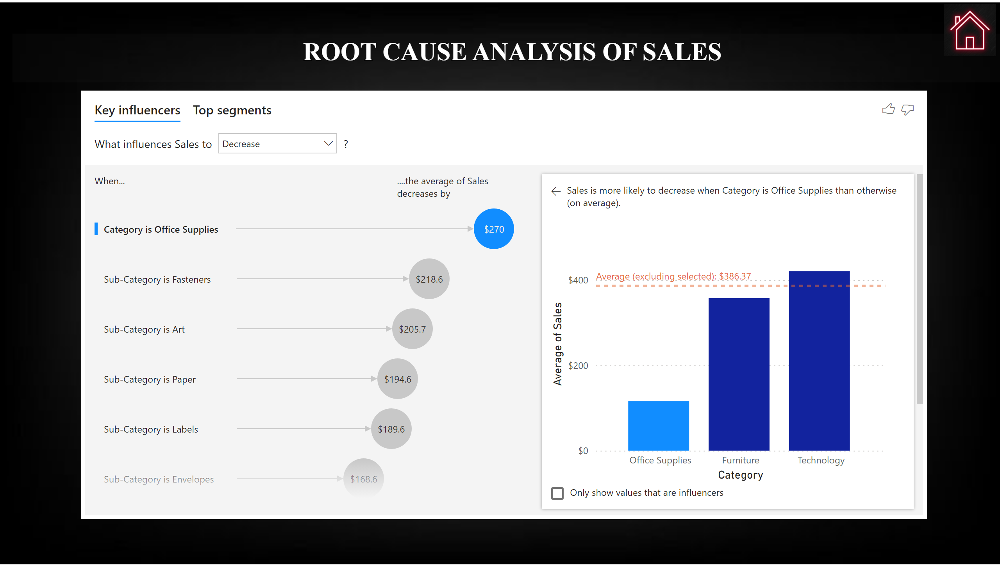 ROOT CAUSE ANALYSIS OF SALES
Key influencers
Top segments
What influences Sales to
Decrease
?
When...
....the average of Sales
decreases by
Category is Office Supplies
$270
Sub-Category is Fasteners
$218.6
Sub-Category is Art
$205.7
Sub-Category is Paper
$194.6
Sub-Category is Labels
$189.6
Sub-Category is Envelopes
$168.6
Sales is more likely to decrease when Category is Office Supplies than otherwise
(on average).
Average (excluding selected): $386.37
$400
$200
$0
Average of Sales
Office Supplies
Furniture
Technology
Category
Only show values that are influencers